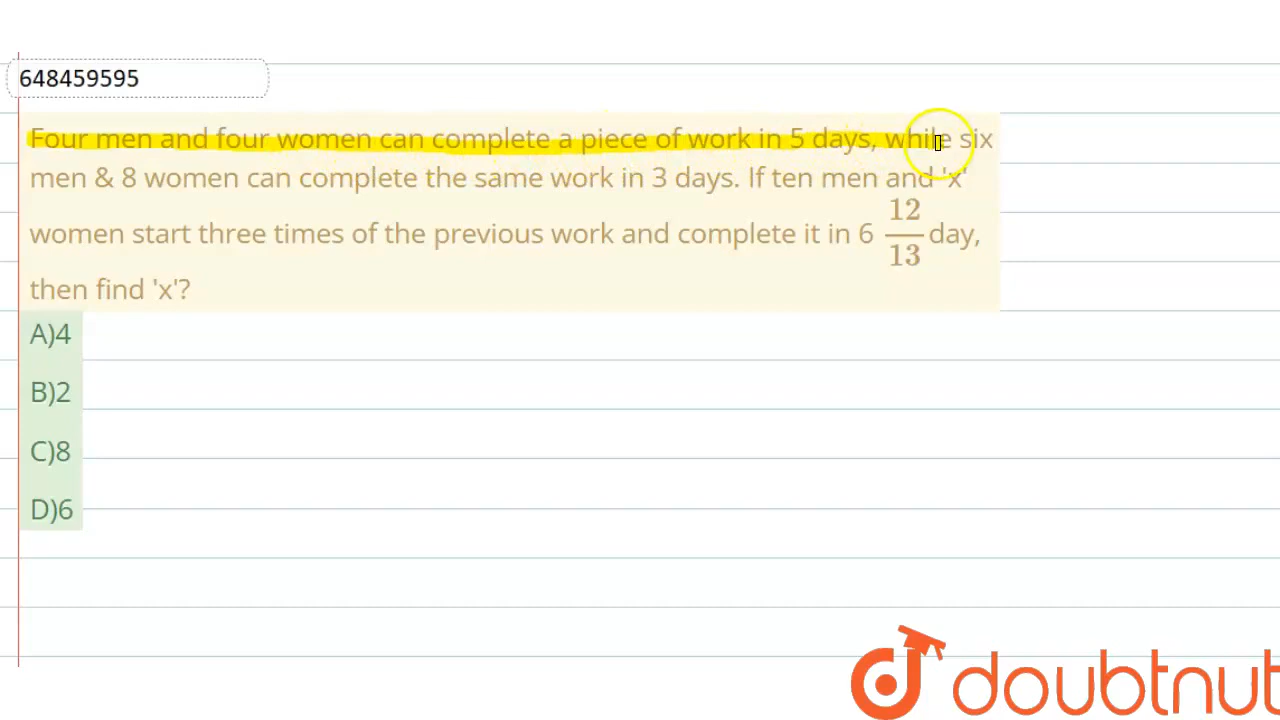 648459595
Four men and four women can complete a piece of work in 5 days, while six
men & 8 women can complete the same work in 3 days. If ten men and 'x'
women start three times of the previous work and complete it in 6 12/13 day,
then find 'x'?
A)4
B)2
C)8
D)6
doubtnut